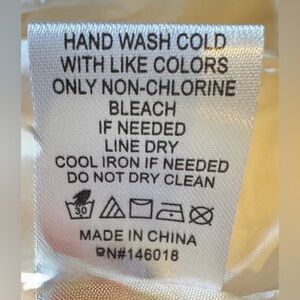 HAND WASH COLD
WITH LIKE COLORS
ONLY NON-CHLORINE
BLEACH
IF NEEDED
LINE DRY
COOL IRON IF NEEDED
DO NOT DRY CLEAN
30
MADE IN CHINA
RN#146018